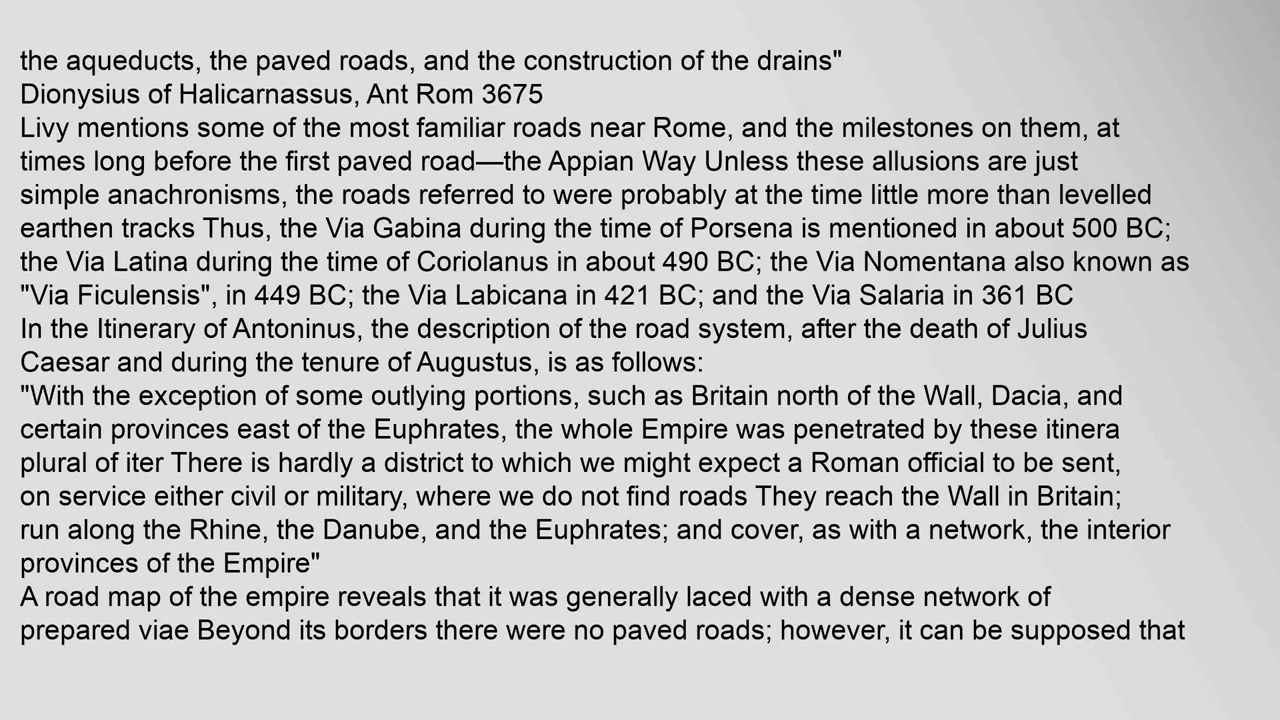 the aqueducts, the paved roads, and the construction of the drains"
Dionysius of Halicarnassus, Ant Rom 3675
Livy mentions some of the most familiar roads near Rome, and the milestones on them, at
times long before the first paved road—the Appian Way Unless these allusions are just
simple anachronisms, the roads referred to were probably at the time little more than levelled
earthen tracks Thus, the Via Gabina during the time of Porsena is mentioned in about 500 BC;
the Via Latina during the time of Coriolanus in about 490 BC; the Via Nomentana also known as
"Via Ficulensis", in 449 BC; the Via Labicana in 421 BC; and the Via Salaria in 361 BC
In the Itinerary of Antoninus, the description of the road system, after the death of Julius
Caesar and during the tenure of Augustus, is as follows:
"With the exception of some outlying portions, such as Britain north of the Wall, Dacia, and
certain provinces east of the Euphrates, the whole Empire was penetrated by these itinera
plural of iter There is hardly a district to which we might expect a Roman official to be sent,
on service either civil or military, where we do not find roads They reach the Wall in Britain;
run along the Rhine, the Danube, and the Euphrates; and cover, as with a network, the interior
provinces of the Empire"
A road map of the empire reveals that it was generally laced with a dense network of
prepared viae Beyond its borders there were no paved roads; however, it can be supposed that